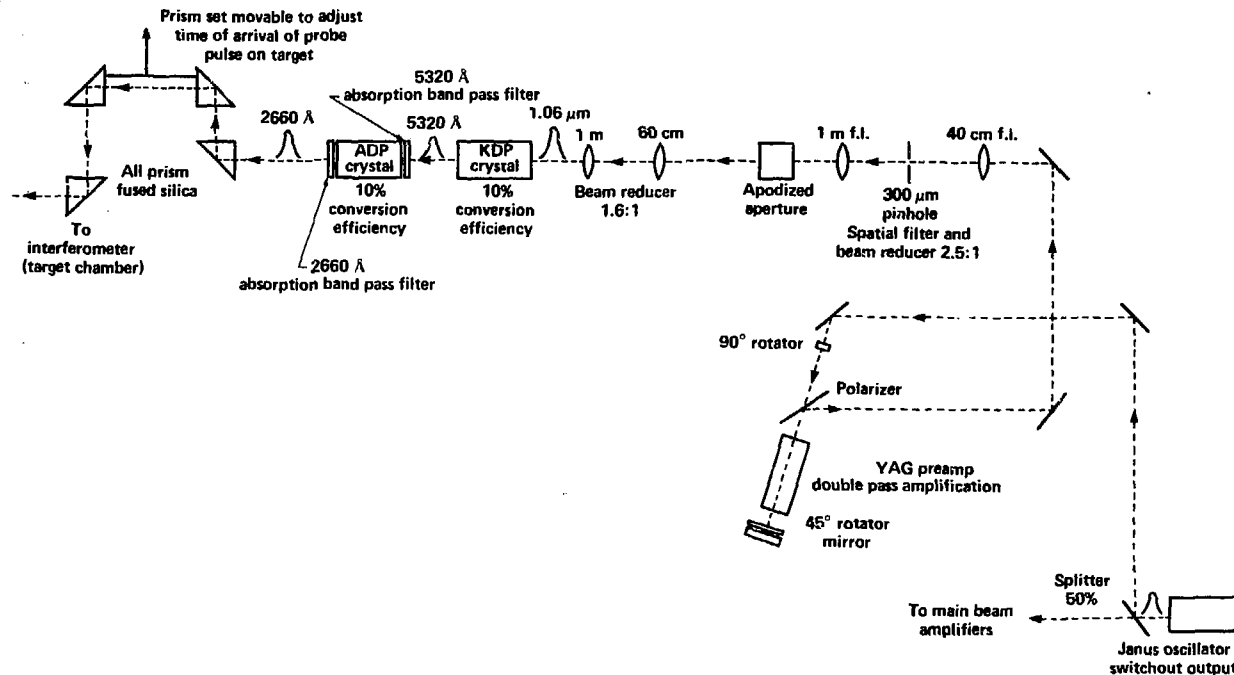 Prism set movable to adjust
time of arrival of probe
pulse on target
5320 Å
absorption band pass filter
2660 Å
5320 Å
1.06 μm
1 m
60 cm
1 m f.l.
40 cm f.l.
ADP
crystal
KDP
crystal
10%
conversion
efficiency
10%
conversion
efficiency
Beam reducer
1.6:1
Apodized
aperture
300 μm
pinhole
Spatial filter and
beam reducer 2.5:1
All prism
fused silica
To
interferometer
(target chamber)
2660 Å
absorption band pass filter
90° rotator
Polarizer
YAG preamp
double pass amplification
45° rotator
mirror
Splitter
50%
To main beam
amplifiers
Janus oscillator
switchout output